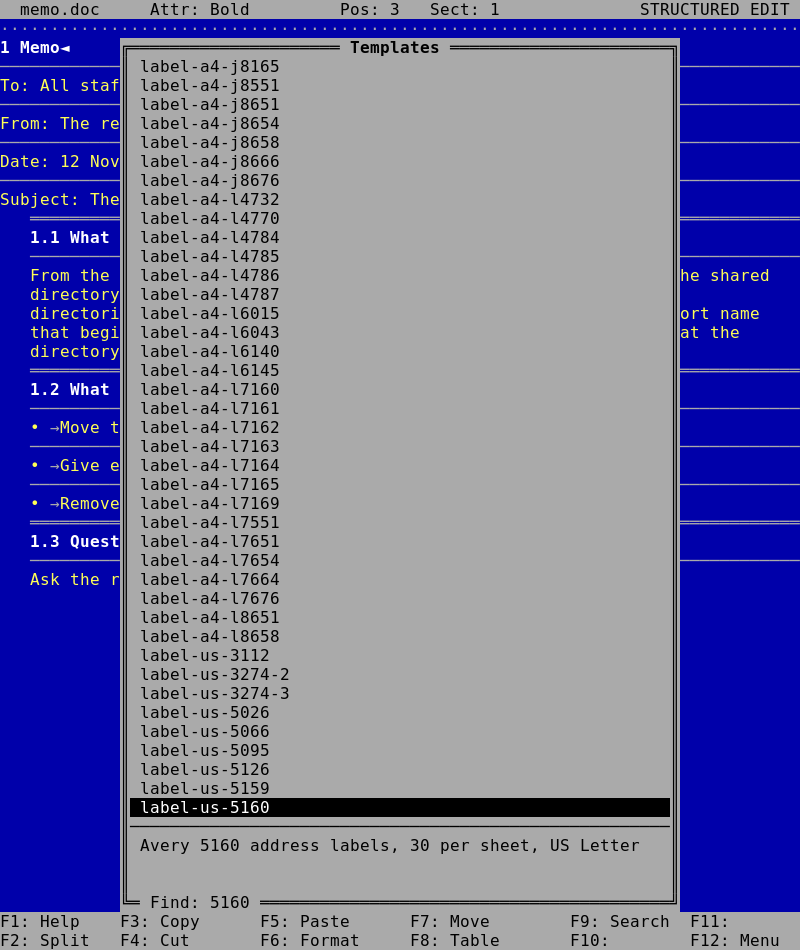 memo.doc Attr: Bold Pos: 3 Sect: 1 STRUCTURED EDIT
1 Memo◄ Templates
label-a4-j8165
To: All staf label-a4-j8551
label-a4-j8651
From: The re label-a4-j8654
label-a4-j8658
Date: 12 Nov label-a4-j8666
label-a4-j8676
Subject: The label-a4-l4732
label-a4-l4770
1.1 What label-a4-l4784
label-a4-l4785
From the label-a4-l4786 he shared
directory label-a4-l4787
directori label-a4-l6015 ort name
that begi label-a4-l6043 at the
directory label-a4-l6140
label-a4-l6145
1.2 What label-a4-l7160
label-a4-l7161
• →Move t label-a4-l7162
label-a4-l7163
• →Give e label-a4-l7164
label-a4-l7165
• →Remove label-a4-l7169
label-a4-l7551
1.3 Quest label-a4-l7651
label-a4-l7654
Ask the r label-a4-l7664
label-a4-l7676
label-a4-l8651
label-a4-l8658
label-us-3112
label-us-3274-2
label-us-3274-3
label-us-5026
label-us-5066
label-us-5095
label-us-5126
label-us-5159
label-us-5160
Avery 5160 address labels, 30 per sheet, US Letter
Find: 5160
F1: Help F3: Copy F5: Paste F7: Move F9: Search F11:
F2: Split F4: Cut F6: Format F8: Table F10: F12: Menu